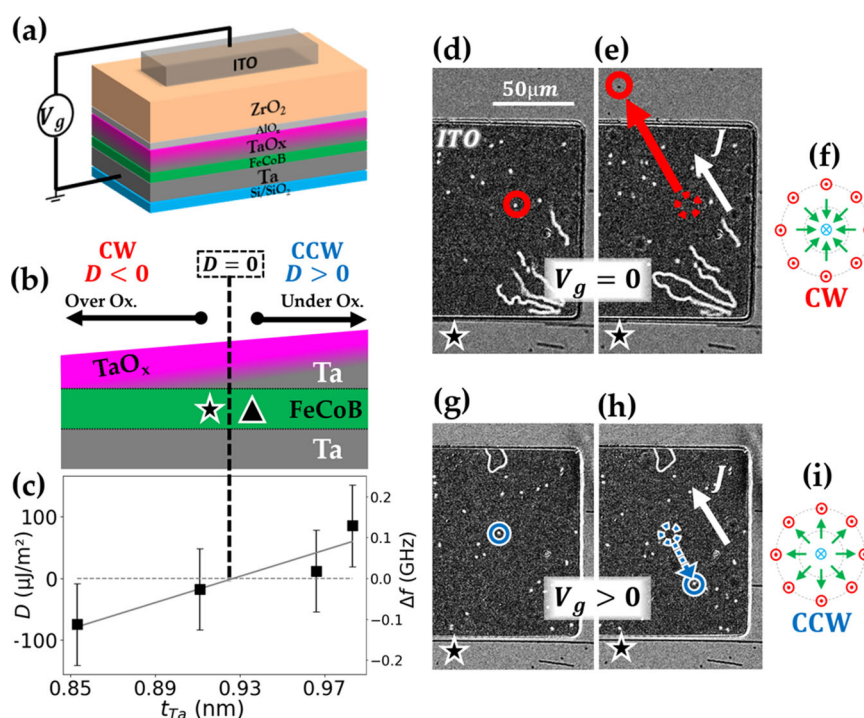 (a)
ITO
ZrO₂
AlOₓ
TaOx
FeCoB
Ta
Si/SiO₂
V_g
(b)
CW
D < 0
D = 0
CCW
D > 0
Over Ox.
Under Ox.
TaOₓ
Ta
FeCoB
Ta
(c)
D (μJ/m²)
100
0
-100
Δf (GHz)
0.2
0.1
0.0
−0.1
−0.2
0.85
0.89
0.93
0.97
t_Ta (nm)
(d)
(e)
50μm
ITO
J
V_g = 0
(f)
CW
(g)
(h)
J
V_g > 0
(i)
CCW